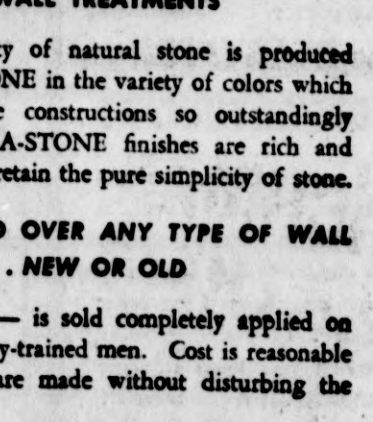 WALL TREATMENTS
of natural stone is produced
in the variety of colors which
constructions so outstandingly
A-STONE finishes are rich and
retain the pure simplicity of stone.
OVER ANY TYPE OF WALL
. NEW OR OLD
— is sold completely applied on
y-trained men. Cost is reasonable
are made without disturbing the